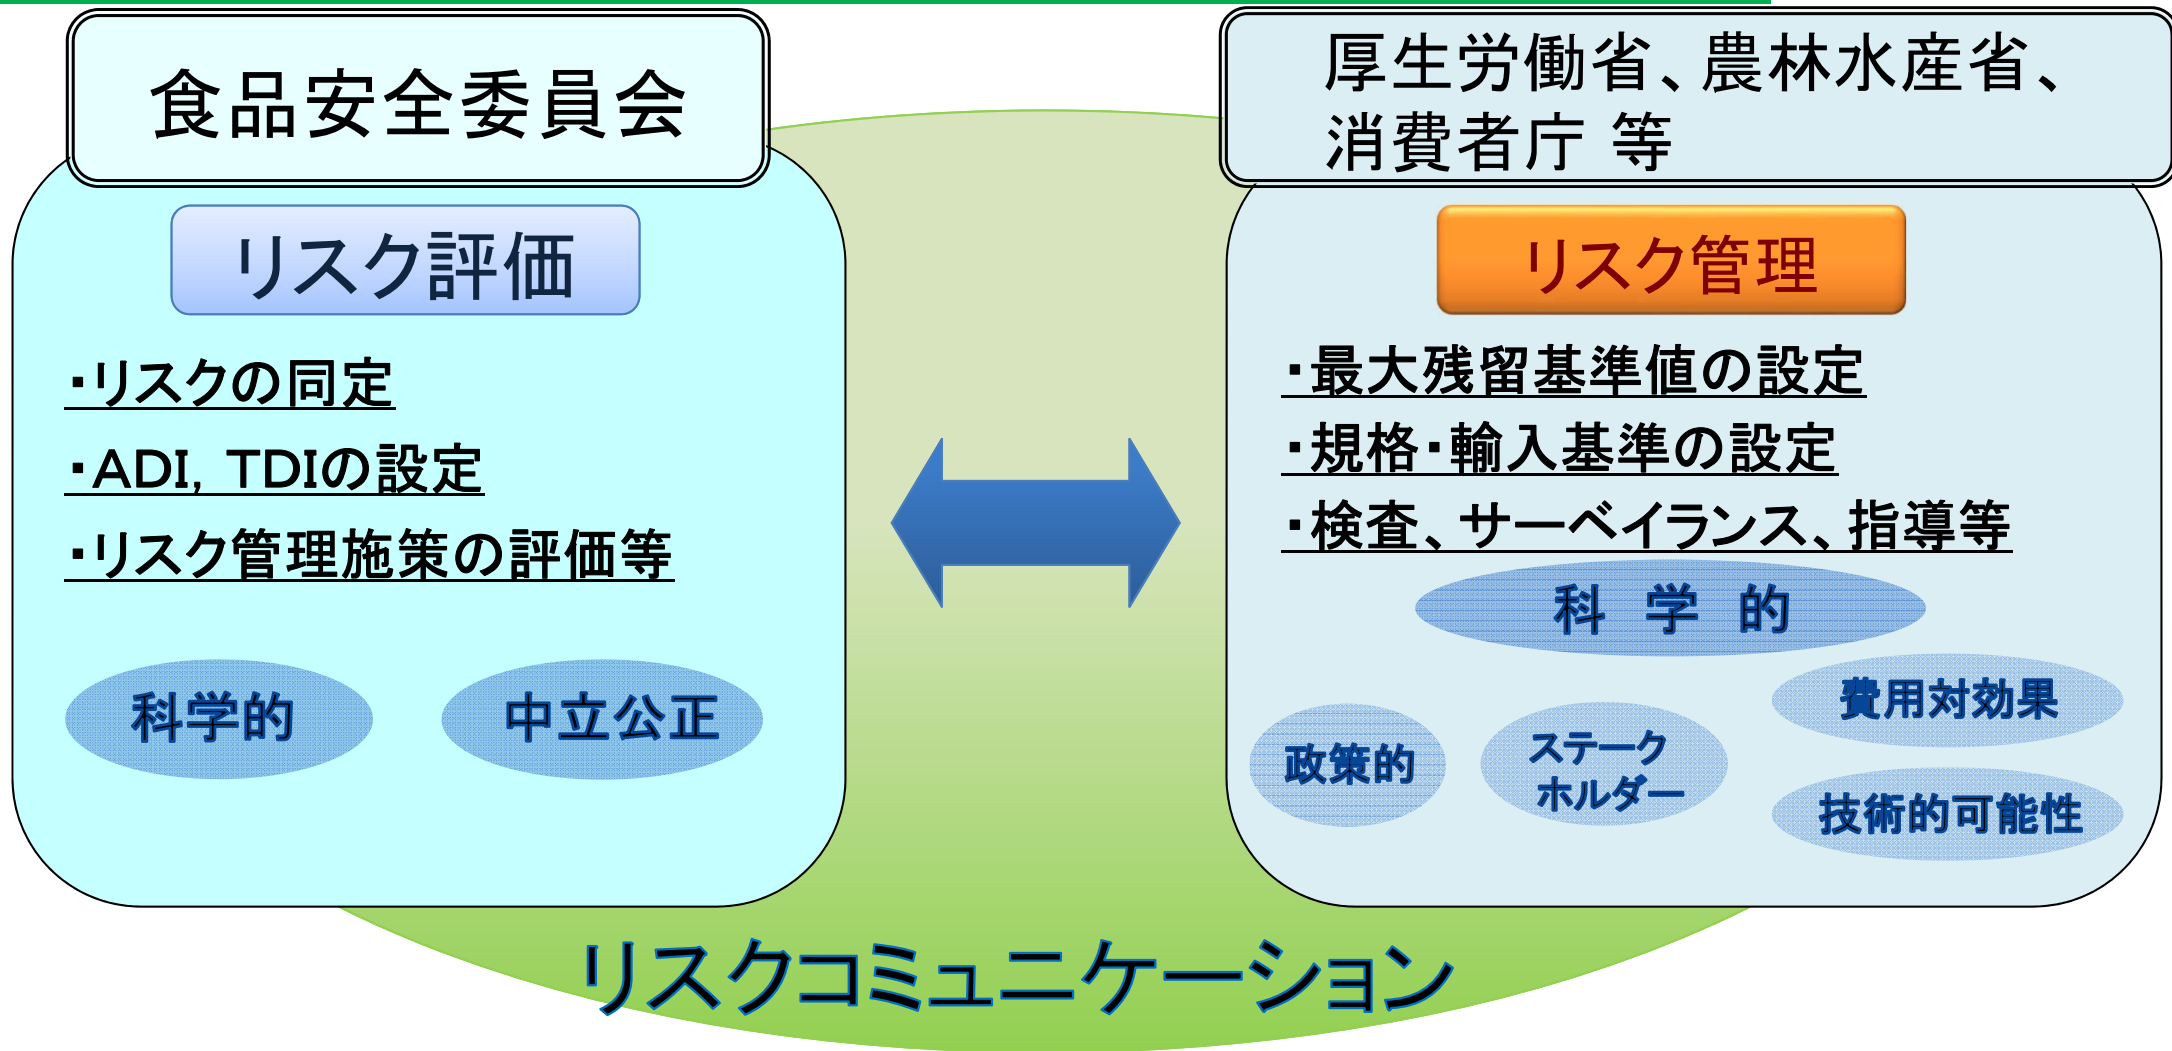 食品安全委員会
リスク評価
・リスクの同定
・ADI, TDIの設定
・リスク管理施策の評価等
科学的
中立公正
厚生労働省、農林水産省、
消費者庁 等
リスク管理
・最大残留基準値の設定
・規格・輸入基準の設定
・検査、サーベイランス、指導等
科 学 的
政策的
ステーク
ホルダー
費用対効果
技術的可能性
リスクコミュニケーション